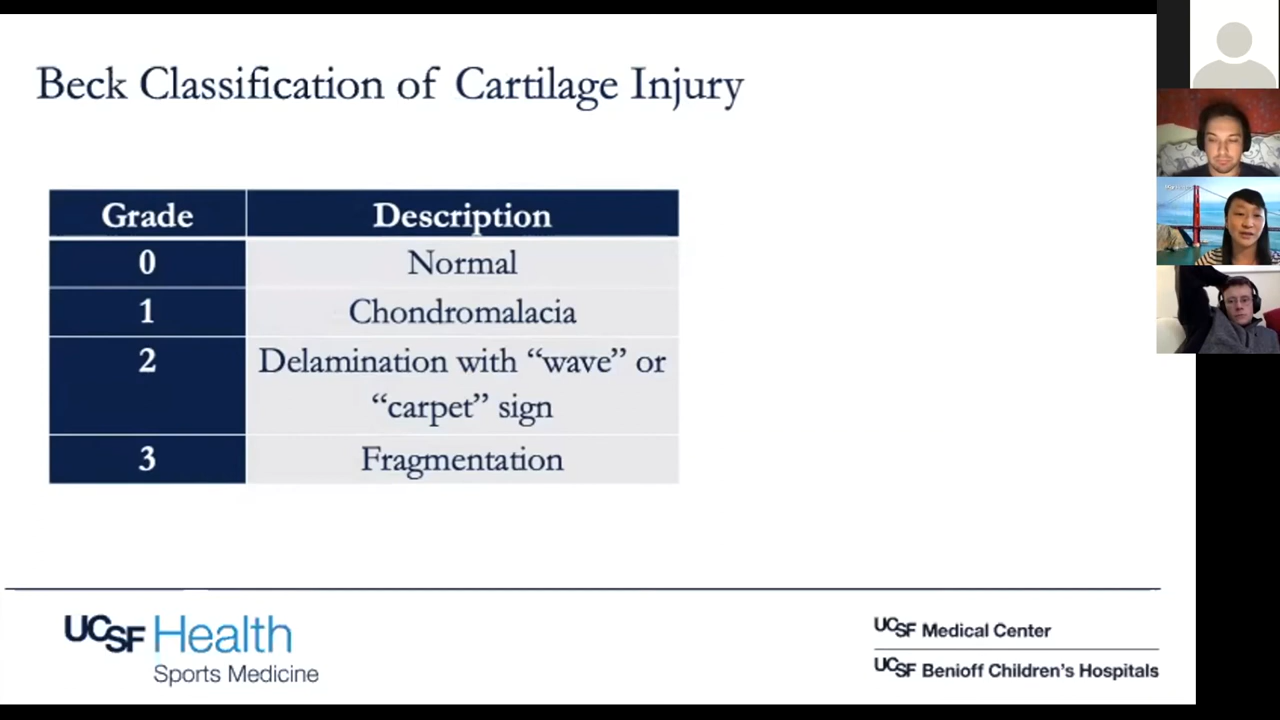 Beck Classification of Cartilage Injury
Grade Description
0 Normal
1 Chondromalacia
2 Delamination with “wave” or
“carpet” sign
3 Fragmentation
UCSF Health
Sports Medicine
UCSF Medical Center
UCSF Benioff Children's Hospitals